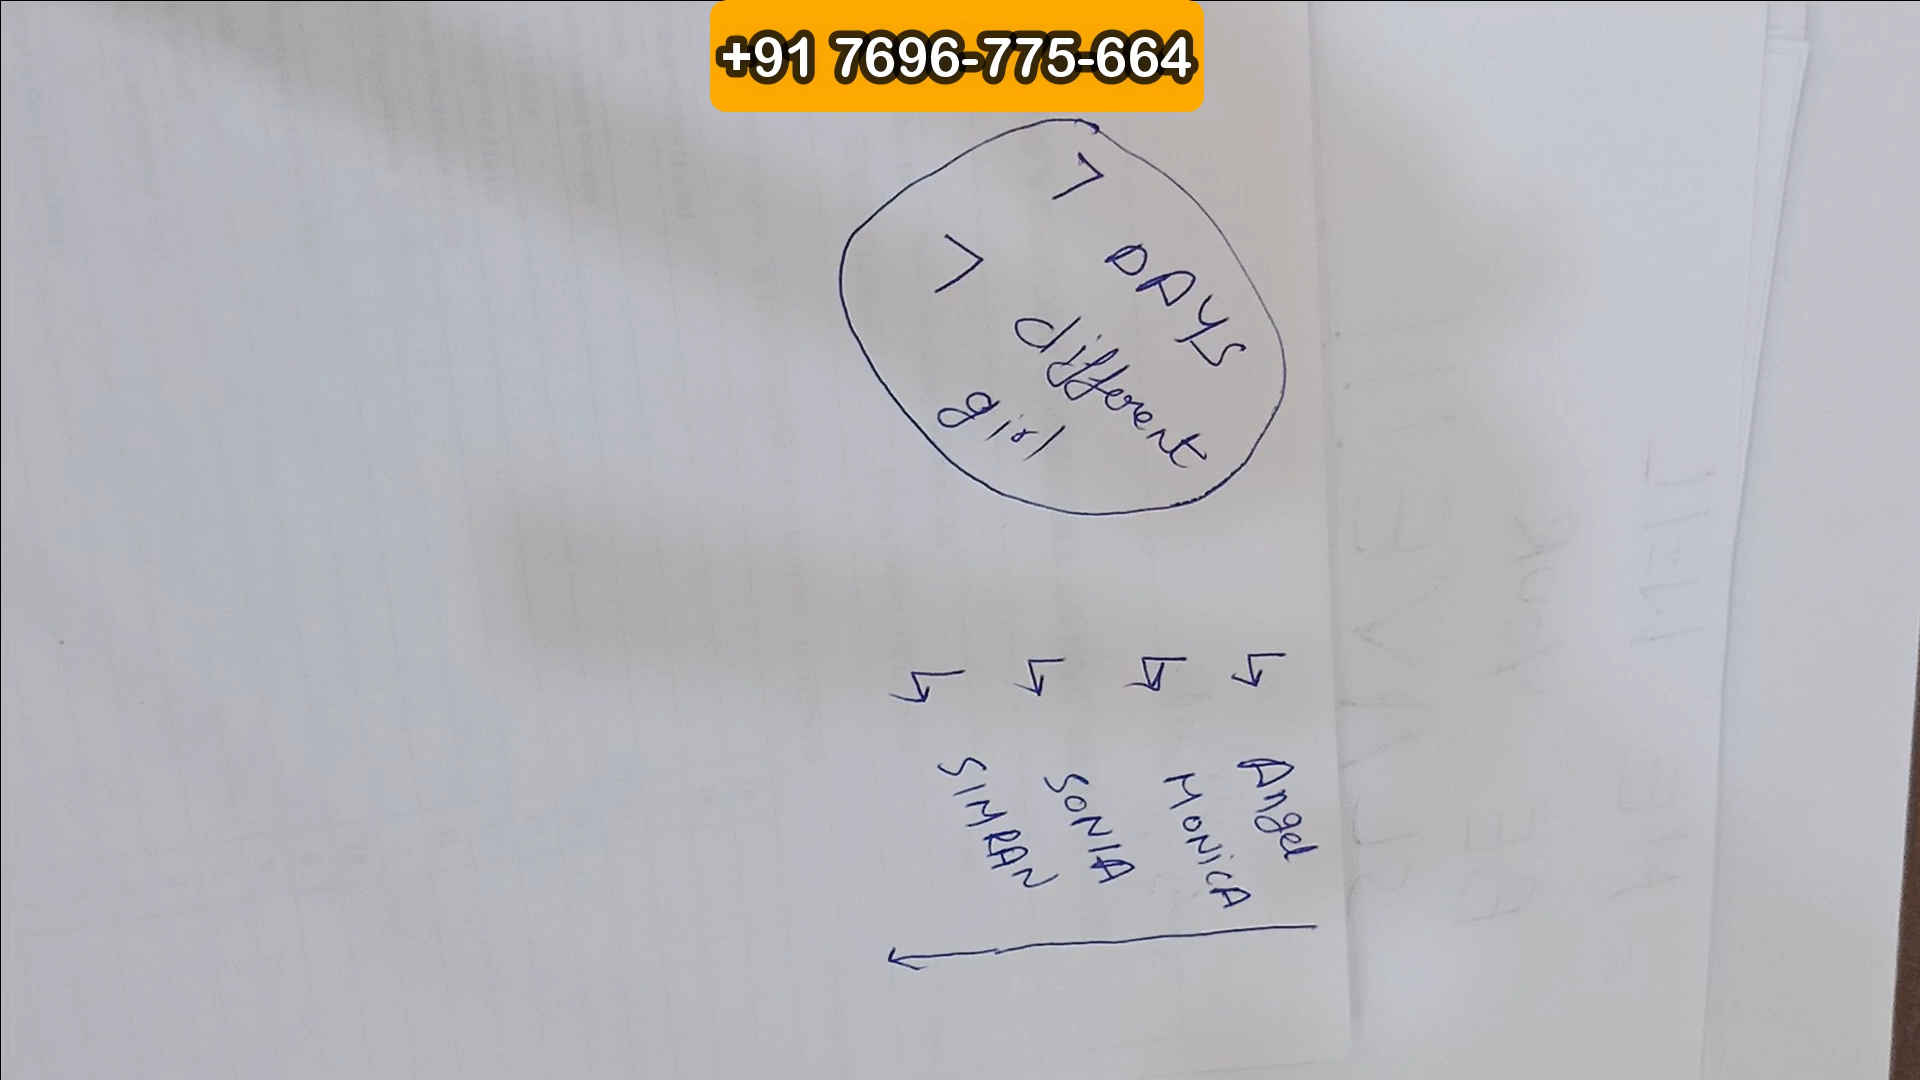 +91 7696-775-664
7 DAYS
7 different
girl
Angel
MONICA
SONIA
SIMRAN